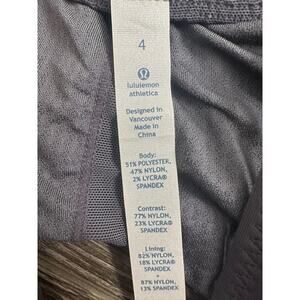 4
lululemon
athletica
Designed in
Vancouver
Made in
China
Body:
51% POLYESTER,
47% NYLON,
2% LYCRA®
SPANDEX
Contrast:
77% NYLON,
23% LYCRA®
SPANDEX
Lining:
82% NYLON,
18% LYCRA®
SPANDEX
+
87% NYLON,
13% SPANDEX